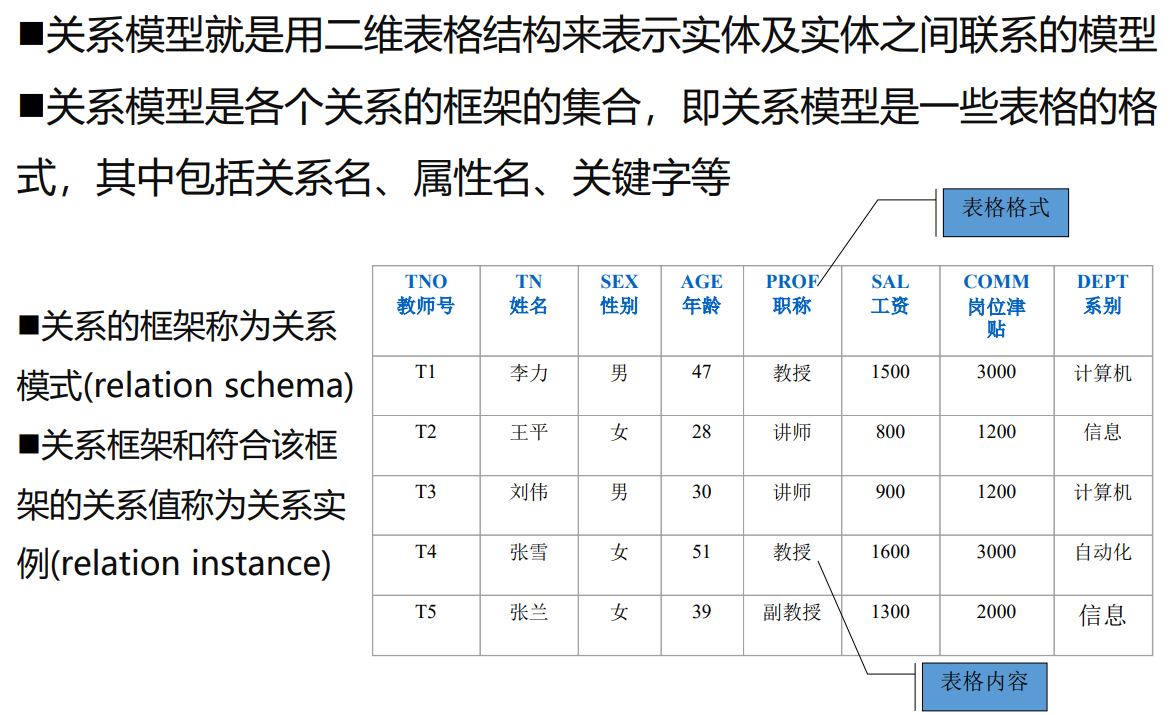 ■关系模型就是用二维表格结构来表示实体及实体之间联系的模型
■关系模型是各个关系的框架的集合，即关系模型是一些表格的格
式，其中包括关系名、属性名、关键字等
表格格式
■关系的框架称为关系
模式(relation schema)
■关系框架和符合该框
架的关系值称为关系实
例(relation instance)
TNO TN SEX AGE PROF SAL COMM DEPT
教师号 姓名 性别 年龄 职称 工资 岗位津 系别
贴
T1 李力 男 47 教授 1500 3000 计算机
T2 王平 女 28 讲师 800 1200 信息
T3 刘伟 男 30 讲师 900 1200 计算机
T4 张雪 女 51 教授 1600 3000 自动化
T5 张兰 女 39 副教授 1300 2000 信息
表格内容